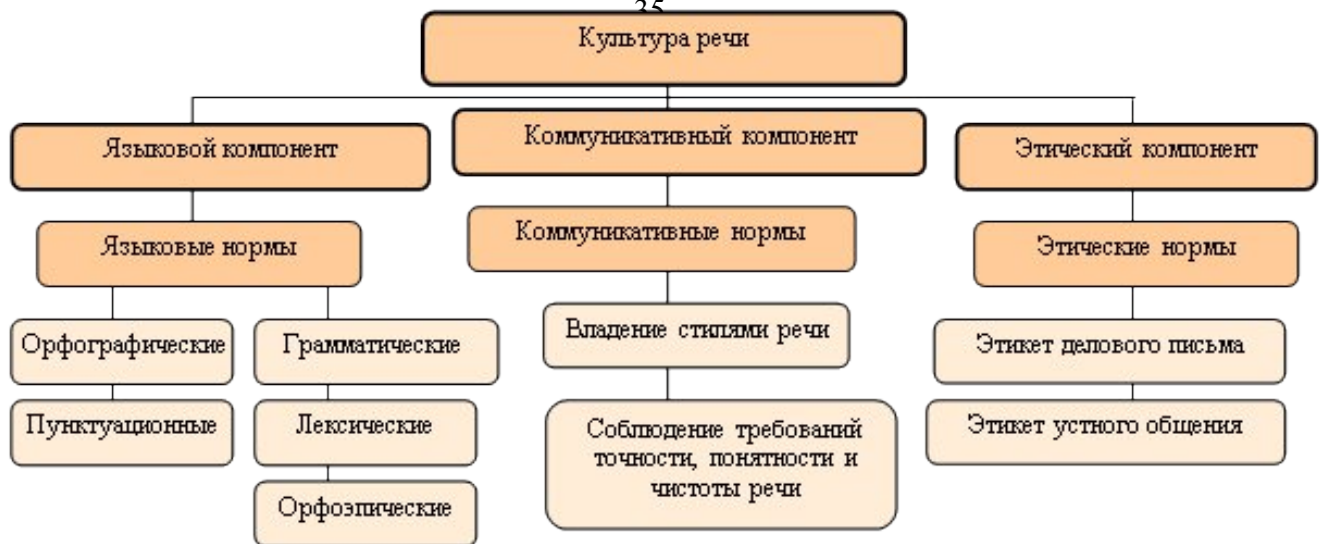 35
Культура речи
Языковой компонент
Коммуникативный компонент
Этический компонент
Языковые нормы
Коммуникативные нормы
Этические нормы
Орфографические
Грамматические
Владение стилями речи
Этикет делового письма
Пунктуационные
Лексические
Соблюдение требований
точности, понятности и
чистоты речи
Этикет устного общения
Орфоэпические